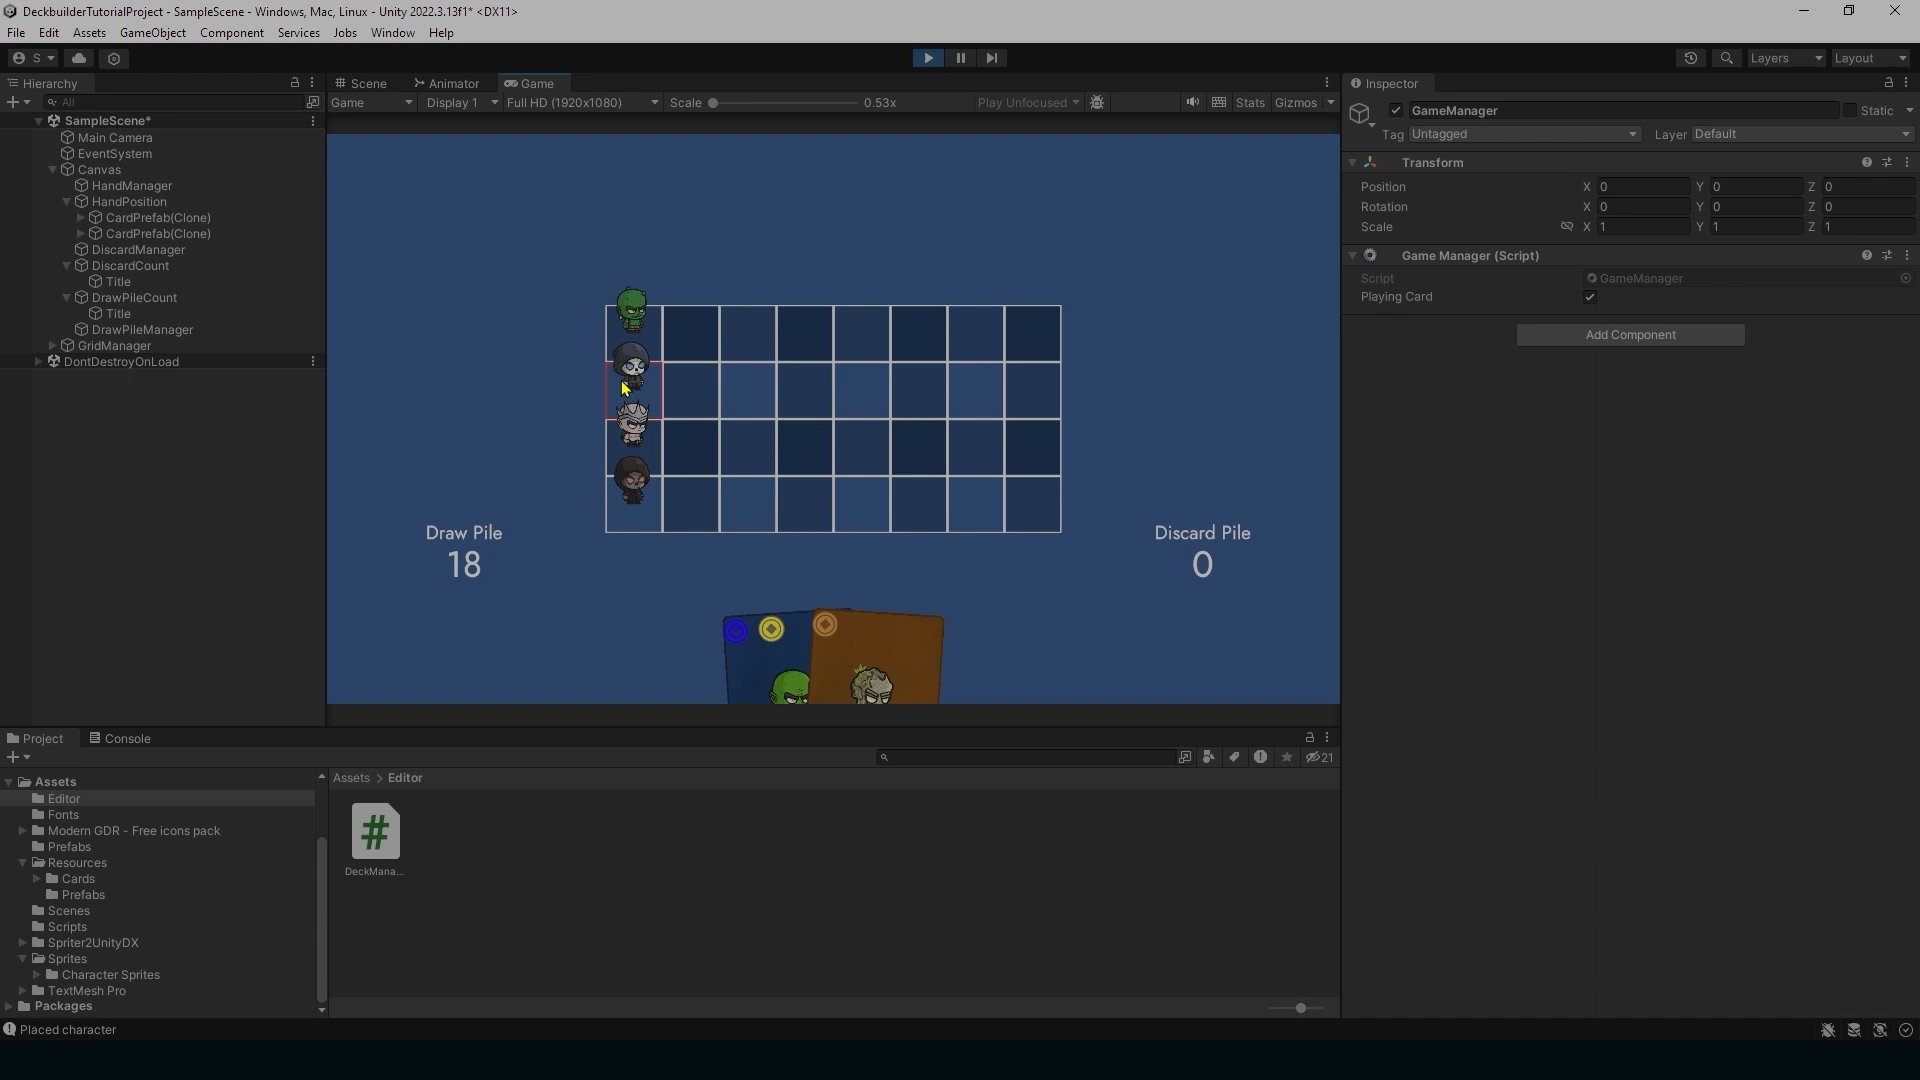 DeckbuilderTutorialProject - SampleScene - Windows, Mac, Linux - Unity 2022.3.13f1* <DX11>
File Edit Assets GameObject Component Services Jobs Window Help
S Layers Layout
Hierarchy Scene Animator Game Inspector
All Game Display 1 Full HD (1920x1080) Scale 0.53x Play Unfocused Stats Gizmos
GameManager Static
Tag Untagged Layer Default
SampleScene*
Main Camera
EventSystem
Canvas
HandManager
HandPosition
CardPrefab(Clone)
CardPrefab(Clone)
DiscardManager
DiscardCount
Title
DrawPileCount
Title
DrawPileManager
GridManager
DontDestroyOnLoad
Transform
Position X 0 Y 0 Z 0
Rotation X 0 Y 0 Z 0
Scale X 1 Y 1 Z 1
Game Manager (Script)
Script GameManager
Playing Card
Add Component
Draw Pile
18
Discard Pile
0
Project Console
21
Assets
Editor
Fonts
Modern GDR - Free icons pack
Prefabs
Resources
Cards
Prefabs
Scenes
Scripts
Spriter2UnityDX
Sprites
Character Sprites
TextMesh Pro
Packages
Assets > Editor
#
DeckMana...
Placed character